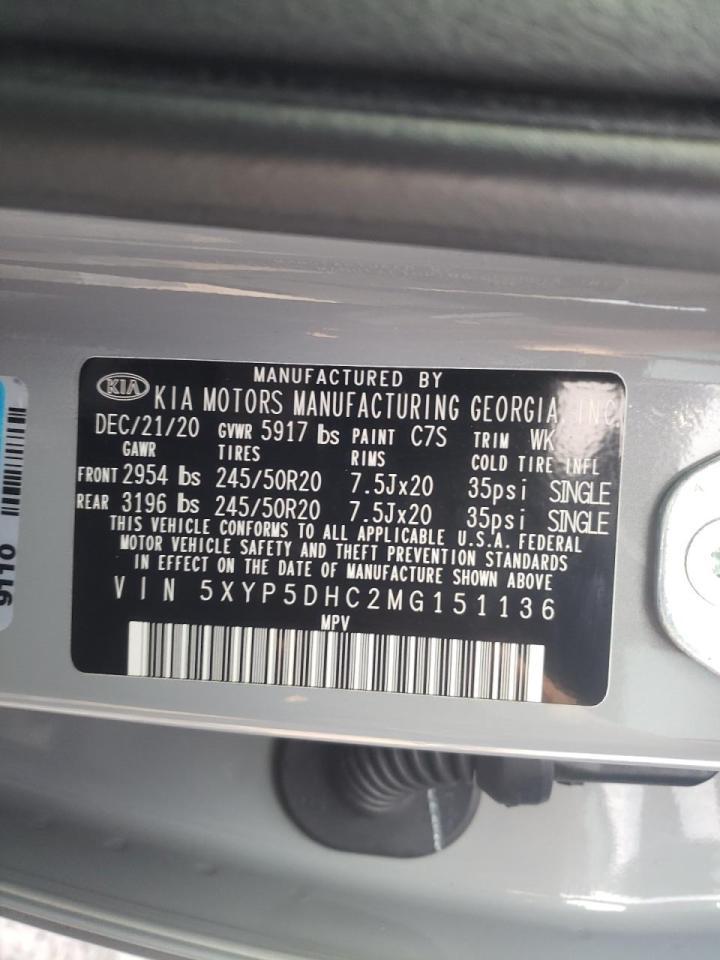 MANUFACTURED BY
KIA KIA MOTORS MANUFACTURING GEORGIA, INC.
DEC/21/20 GVWR 5917 lbs PAINT C7S TRIM WK
GAWR TIRES RIMS COLD TIRE INFL
FRONT 2954 lbs 245/50R20 7.5Jx20 35psi SINGLE
REAR 3196 lbs 245/50R20 7.5Jx20 35psi SINGLE
THIS VEHICLE CONFORMS TO ALL APPLICABLE U.S.A. FEDERAL
MOTOR VEHICLE SAFETY AND THEFT PREVENTION STANDARDS
IN EFFECT ON THE DATE OF MANUFACTURE SHOWN ABOVE
VIN 5XYP5DHC2MG151136
MPV
9110